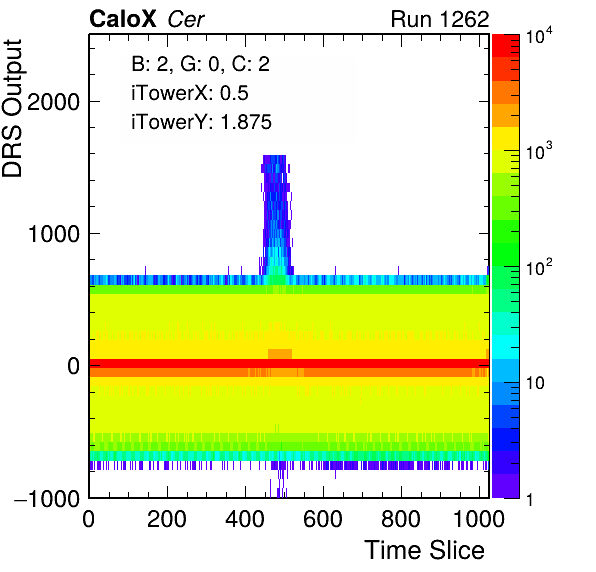 CaloX Cer Run 1262
B: 2, G: 0, C: 2
iTowerX: 0.5
iTowerY: 1.875
DRS Output
2000
1000
0
−1000
0 200 400 600 800 1000
Time Slice
10^4
10^3
10^2
10
1